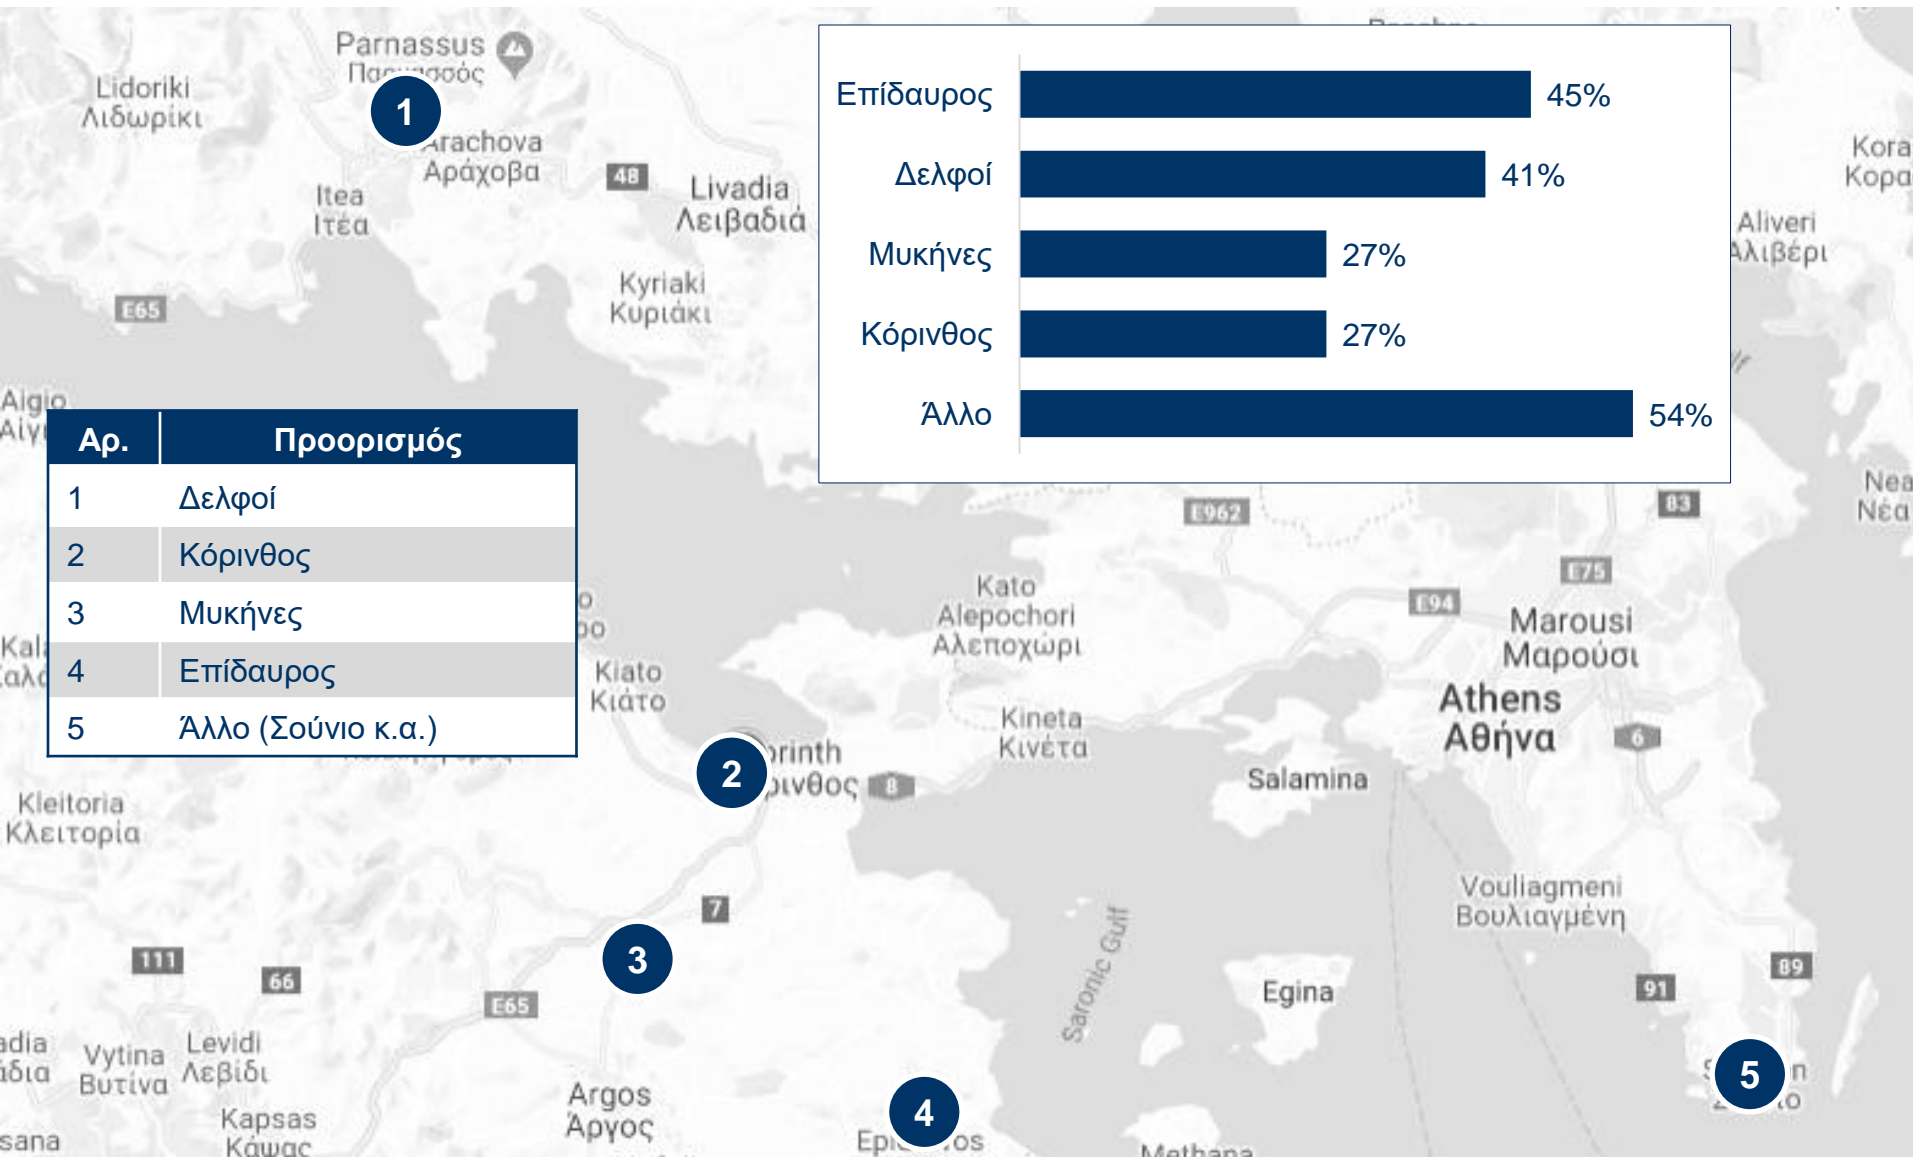 Parnassus
Lidoriki
Λιδωρίκι
1
Arachova
Αράχοβα
48
Livadia
Λειβαδιά
Itea
Ιτέα
Kyriaki
Κυριάκι
E65
Επίδαυρος 45%
Δελφοί 41%
Μυκήνες 27%
Κόρινθος 27%
Άλλο 54%
Aliveri
Αλιβέρι
Aigio
Αρ. Προορισμός
1 Δελφοί
2 Κόρινθος
3 Μυκήνες
4 Επίδαυρος
5 Άλλο (Σούνιο κ.α.)
E962
83
E75
E94
Kato
Alepochori
Αλεποχώρι
Marousi
Μαρούσι
Kiato
Κιάτο
Athens
Αθήνα
6
Kineta
Κινέτα
2
8
Salamina
Kleitoria
Κλειτορία
Vouliagmeni
Βουλιαγμένη
7
3
Saronic Gulf
111
66
E65
Egina
91
89
5
Vytina
Βυτίνα
Levidi
Λεβίδι
Argos
Άργος
4
Kapsas
Κάψας
Methana